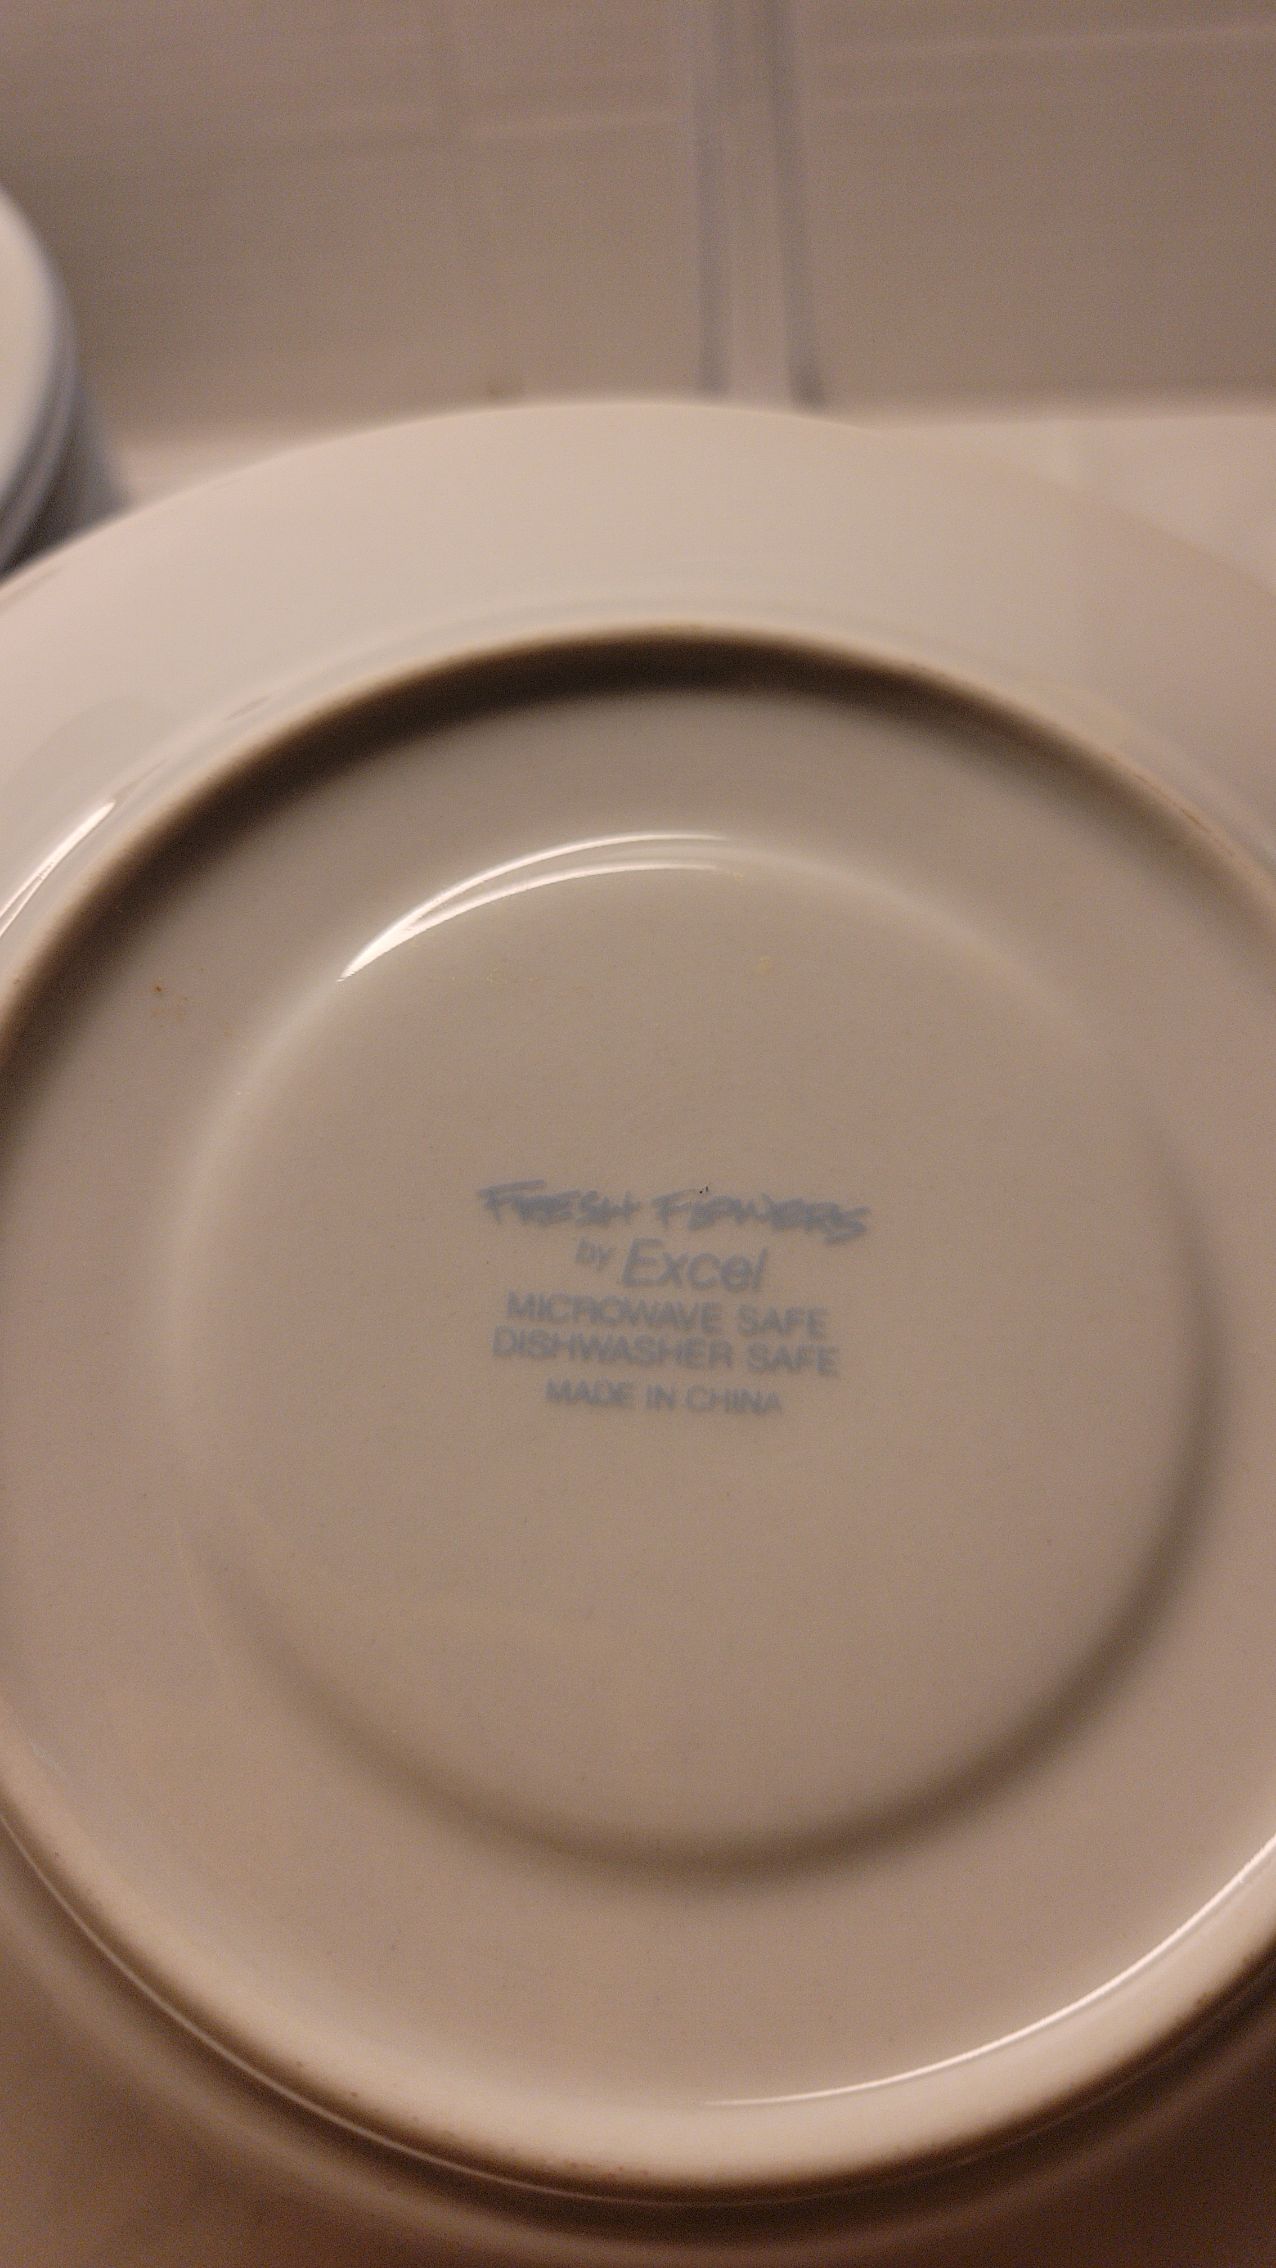 FRESH FLOWERS
by Excel
MICROWAVE SAFE
DISHWASHER SAFE
MADE IN CHINA